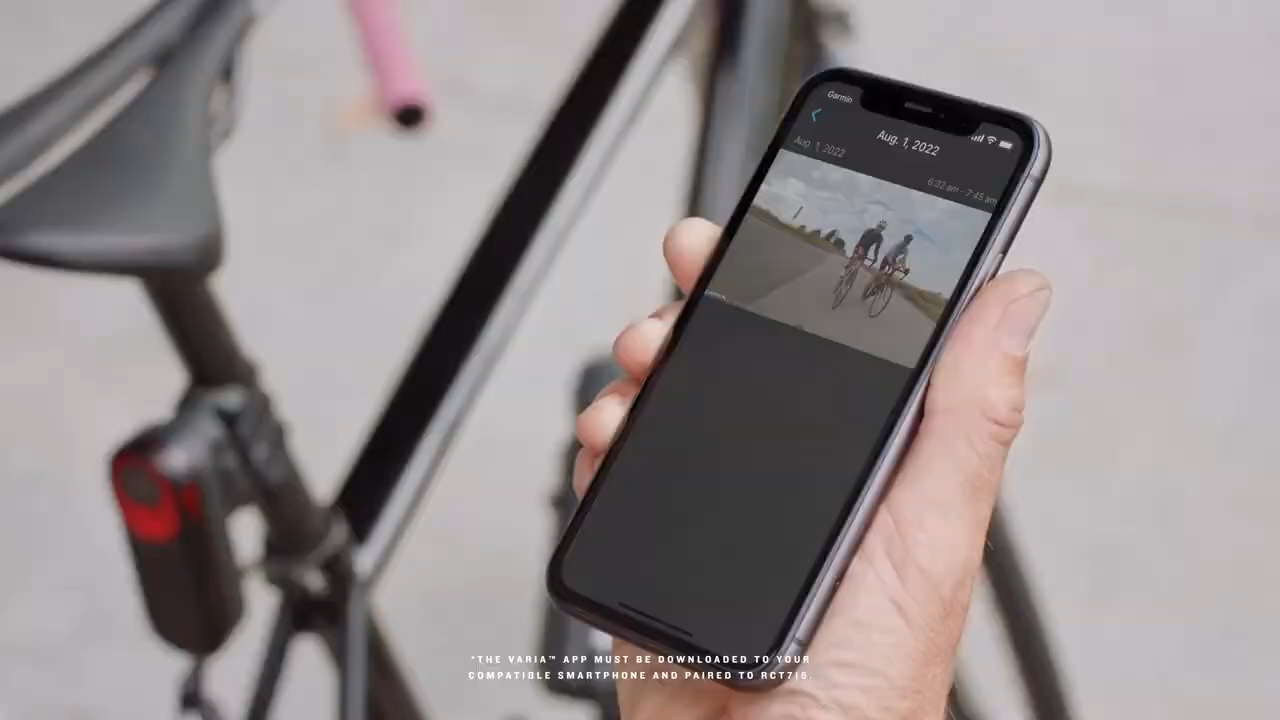 Garmin
Aug. 1, 2022
Aug. 1, 2022
6:32 am - 7:45 am
*THE VARIA™ APP MUST BE DOWNLOADED TO YOUR
COMPATIBLE SMARTPHONE AND PAIRED TO RCT715.